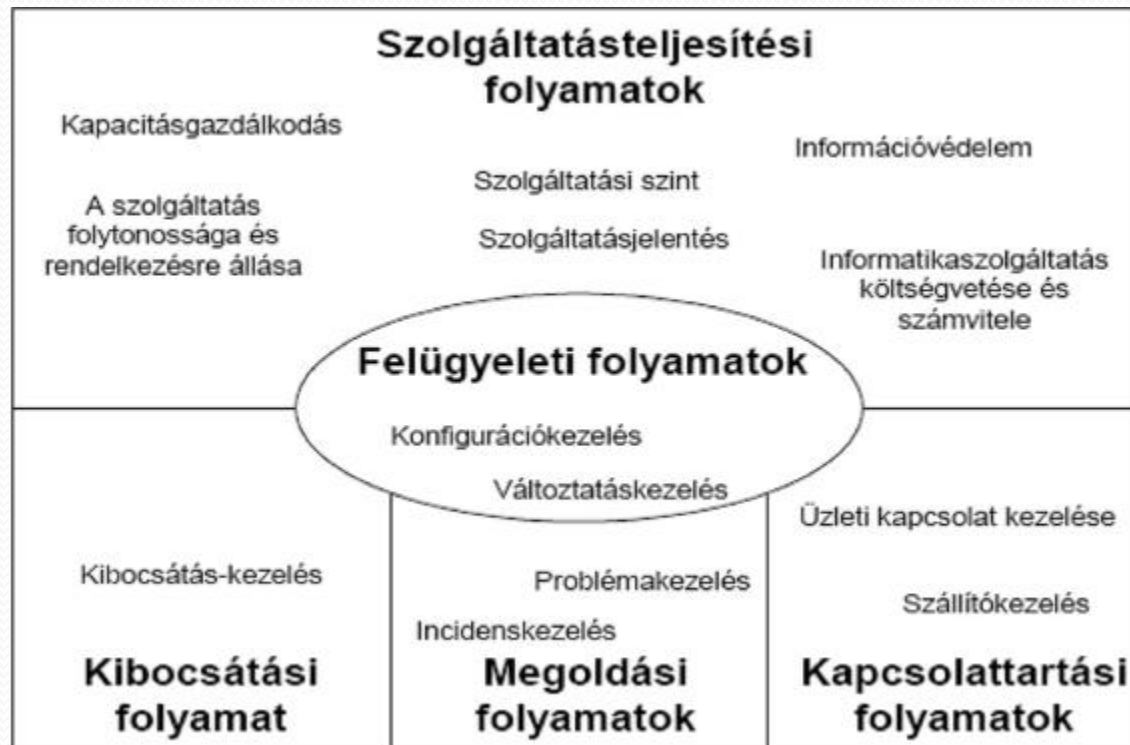 Szolgáltatásteljesítési
folyamatok
Kapacitásgazdálkodás
A szolgáltatás
folytonossága és
rendelkezésre állása
Szolgáltatási szint
Szolgáltatásjelentés
Információvédelem
Informatikaszolgáltatás
költségvetése és
számvitele
Felügyeleti folyamatok
Konfigurációkezelés
Változtatáskezelés
Kibocsátás-kezelés
Kibocsátási
folyamat
Problémakezelés
Incidenskezelés
Megoldási
folyamatok
Üzleti kapcsolat kezelése
Szállítókezelés
Kapcsolattartási
folyamatok